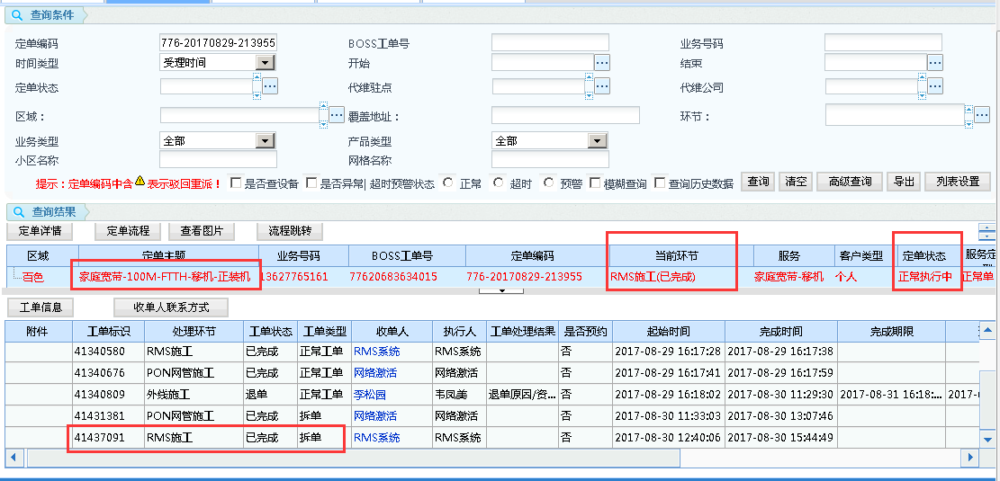 查询条件
定单编码 776-20170829-213955 BOSS工单号 业务号码
时间类型 受理时间 开始 结束
定单状态 代维驻点 代维公司
区域： 覆盖地址： 环节：
业务类型 全部 产品类型 全部
小区名称 网格名称
提示：定单编码中含 表示驳回重派！ 是否查设备 是否异常| 超时预警状态 正常 超时 预警 模糊查询 查询历史数据 查询 清空 高级查询 导出 列表设置
查询结果
定单详情 定单流程 查看图片 流程跳转
区域 定单主题 业务号码 BOSS工单号 定单编码 当前环节 服务 客户类型 定单状态 服务定
百色 家庭宽带-100M-FTTH-移机-正装机 13627765161 77620683634015 776-20170829-213955 RMS施工(已完成) 家庭宽带-移机 个人 正常执行中 正常单
工单信息 收单人联系方式
附件 工单标识 处理环节 工单状态 工单类型 收单人 执行人 工单处理结果 是否预约 起始时间 完成时间 完成期限
41340580 RMS施工 已完成 正常工单 RMS系统 RMS系统 否 2017-08-29 16:17:28 2017-08-29 16:17:38
41340676 PON网管施工 已完成 正常工单 网络激活 网络激活 否 2017-08-29 16:17:41 2017-08-29 16:17:59
41340809 外线施工 退单 正常工单 李松园 韦凤美 退单原因/资... 否 2017-08-29 16:18:02 2017-08-30 11:29:30 2017-08-31 16:18:... 2017-0
41431381 PON网管施工 已完成 拆单 网络激活 网络激活 否 2017-08-30 11:33:03 2017-08-30 13:07:46
41437091 RMS施工 已完成 拆单 RMS系统 RMS系统 否 2017-08-30 12:40:06 2017-08-30 15:44:49